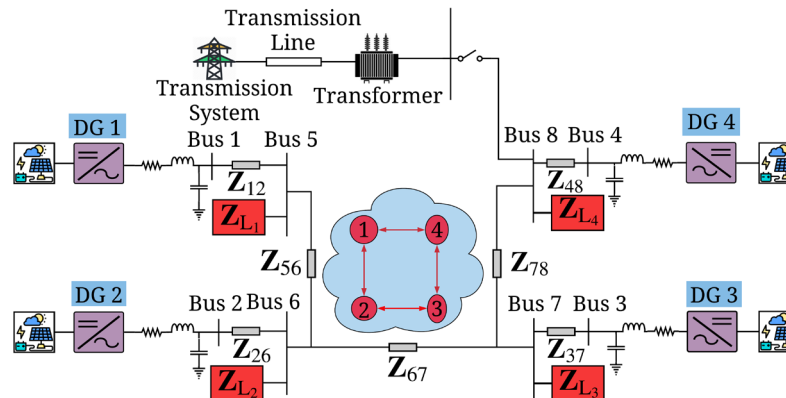 Transmission
Line
Transmission
System
Transformer
DG 1
Bus 1
Bus 5
Z12
ZL1
Bus 8
Bus 4
DG 4
Z48
ZL4
1
4
2
3
Z56
Z78
DG 2
Bus 2
Bus 6
Z26
ZL2
Z67
Bus 7
Bus 3
DG 3
Z37
ZL3